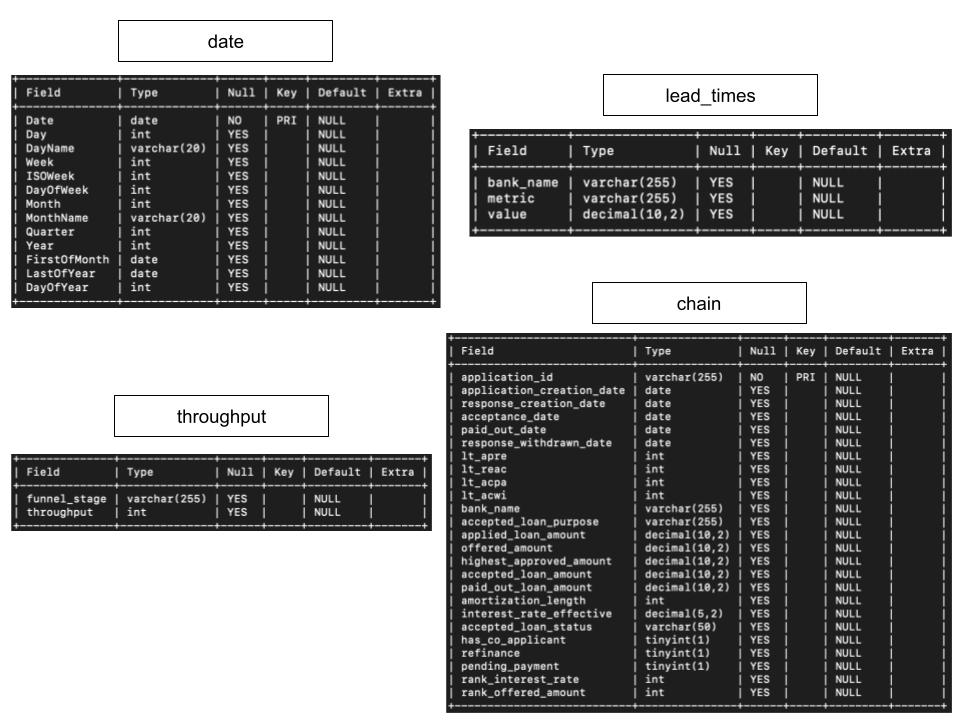 date
+--------------+-------------+------+-----+---------+-------+
| Field | Type | Null | Key | Default | Extra |
+--------------+-------------+------+-----+---------+-------+
| Date | date | NO | PRI | NULL | |
| Day | int | YES | | NULL | |
| DayName | varchar(20) | YES | | NULL | |
| Week | int | YES | | NULL | |
| ISOWeek | int | YES | | NULL | |
| DayOfWeek | int | YES | | NULL | |
| Month | int | YES | | NULL | |
| MonthName | varchar(20) | YES | | NULL | |
| Quarter | int | YES | | NULL | |
| Year | int | YES | | NULL | |
| FirstOfMonth | date | YES | | NULL | |
| LastOfYear | date | YES | | NULL | |
| DayOfYear | int | YES | | NULL | |
+--------------+-------------+------+-----+---------+-------+
lead_times
+-----------+---------------+------+-----+---------+-------+
| Field | Type | Null | Key | Default | Extra |
+-----------+---------------+------+-----+---------+-------+
| bank_name | varchar(255) | YES | | NULL | |
| metric | varchar(255) | YES | | NULL | |
| value | decimal(10,2) | YES | | NULL | |
+-----------+---------------+------+-----+---------+-------+
throughput
+--------------+--------------+------+-----+---------+-------+
| Field | Type | Null | Key | Default | Extra |
+--------------+--------------+------+-----+---------+-------+
| funnel_stage | varchar(255) | YES | | NULL | |
| throughput | int | YES | | NULL | |
+--------------+--------------+------+-----+---------+-------+
chain
+---------------------------+---------------+------+-----+---------+-------+
| Field | Type | Null | Key | Default | Extra |
+---------------------------+---------------+------+-----+---------+-------+
| application_id | varchar(255) | NO | PRI | NULL | |
| application_creation_date | date | YES | | NULL | |
| response_creation_date | date | YES | | NULL | |
| acceptance_date | date | YES | | NULL | |
| paid_out_date | date | YES | | NULL | |
| response_withdrawn_date | date | YES | | NULL | |
| lt_apre | int | YES | | NULL | |
| lt_reac | int | YES | | NULL | |
| lt_acpa | int | YES | | NULL | |
| lt_acwi | int | YES | | NULL | |
| bank_name | varchar(255) | YES | | NULL | |
| accepted_loan_purpose | varchar(255) | YES | | NULL | |
| applied_loan_amount | decimal(10,2) | YES | | NULL | |
| offered_amount | decimal(10,2) | YES | | NULL | |
| highest_approved_amount | decimal(10,2) | YES | | NULL | |
| accepted_loan_amount | decimal(10,2) | YES | | NULL | |
| paid_out_loan_amount | decimal(10,2) | YES | | NULL | |
| amortization_length | int | YES | | NULL | |
| interest_rate_effective | decimal(5,2) | YES | | NULL | |
| accepted_loan_status | varchar(50) | YES | | NULL | |
| has_co_applicant | tinyint(1) | YES | | NULL | |
| refinance | tinyint(1) | YES | | NULL | |
| pending_payment | tinyint(1) | YES | | NULL | |
| rank_interest_rate | int | YES | | NULL | |
| rank_offered_amount | int | YES | | NULL | |
+---------------------------+---------------+------+-----+---------+-------+